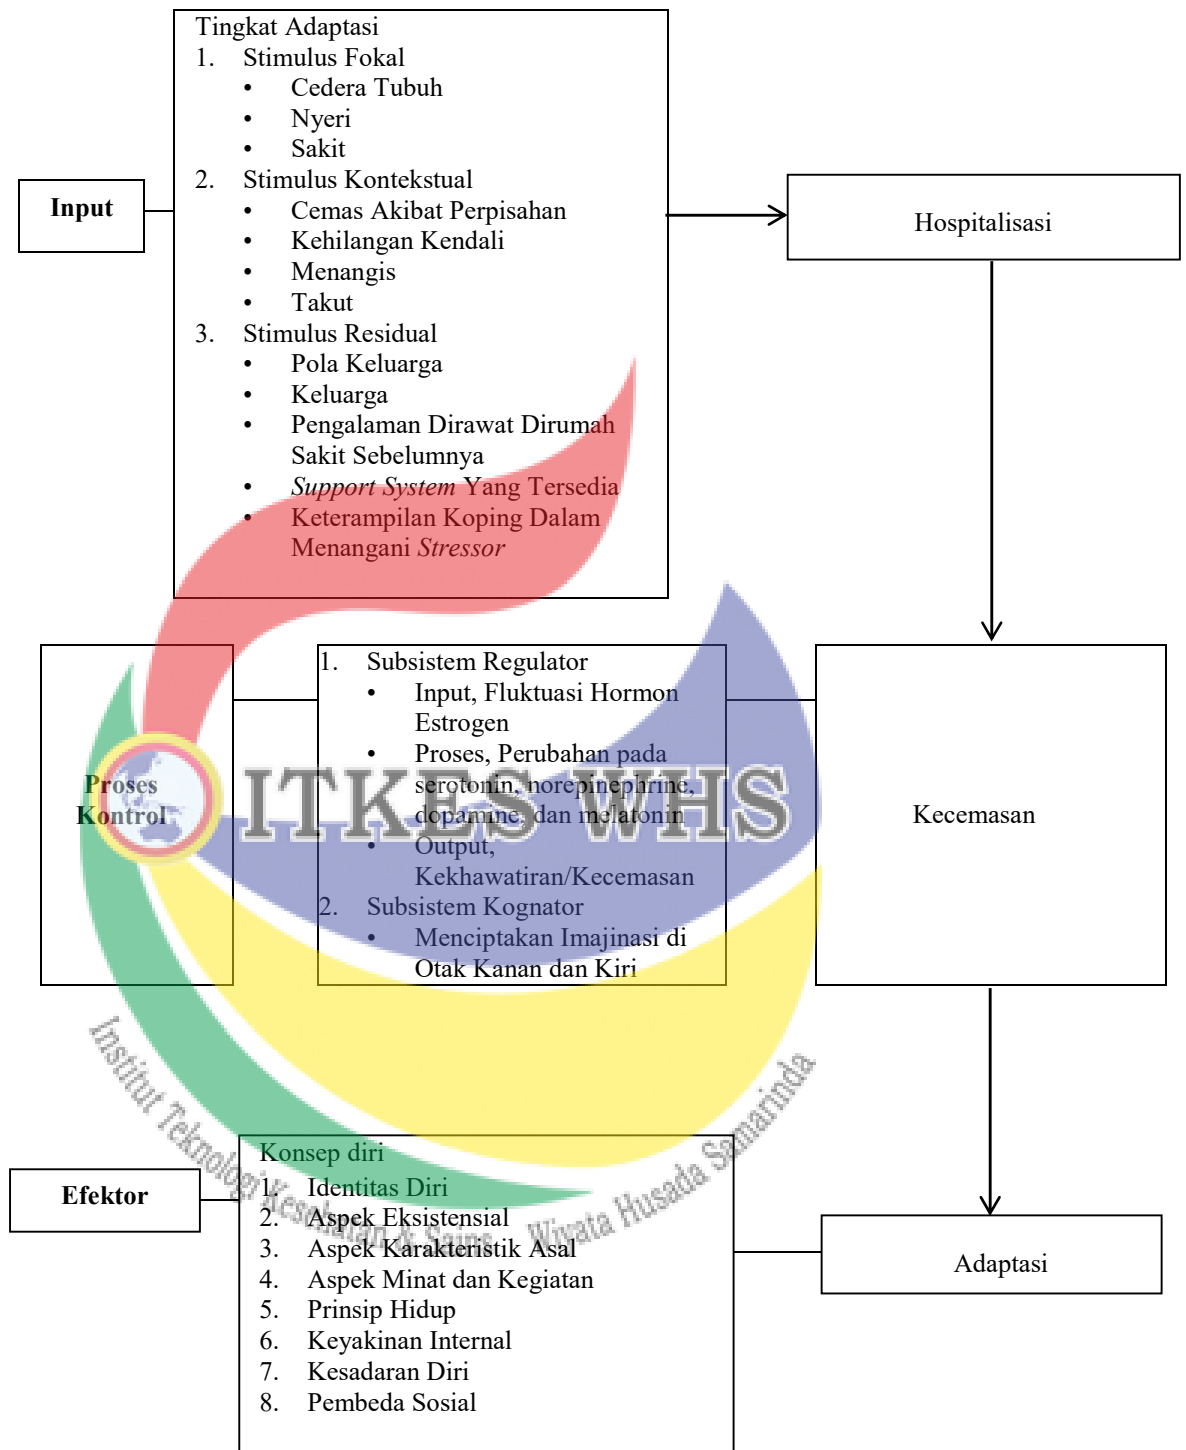 Tingkat Adaptasi
1. Stimulus Fokal
• Cedera Tubuh
• Nyeri
• Sakit
2. Stimulus Kontekstual
• Cemas Akibat Perpisahan
• Kehilangan Kendali
• Menangis
• Takut
3. Stimulus Residual
• Pola Keluarga
• Keluarga
• Pengalaman Dirawat Dirumah
Sakit Sebelumnya
• Support System Yang Tersedia
• Keterampilan Koping Dalam
Menangani Stressor
Input
Hospitalisasi
Proses
Kontrol
1. Subsistem Regulator
• Input, Fluktuasi Hormon
Estrogen
• Proses, Perubahan pada
serotonin, norepinephrine,
dopamine, dan melatonin
• Output,
Kekhawatiran/Kecemasan
2. Subsistem Kognator
• Menciptakan Imajinasi di
Otak Kanan dan Kiri
Kecemasan
ITKES WHS
Institut Teknologi Kesehatan & Sains Wiyata Husada Samarinda
Efektor
Konsep diri
1. Identitas Diri
2. Aspek Eksistensial
3. Aspek Karakteristik Asal
4. Aspek Minat dan Kegiatan
5. Prinsip Hidup
6. Keyakinan Internal
7. Kesadaran Diri
8. Pembeda Sosial
Adaptasi